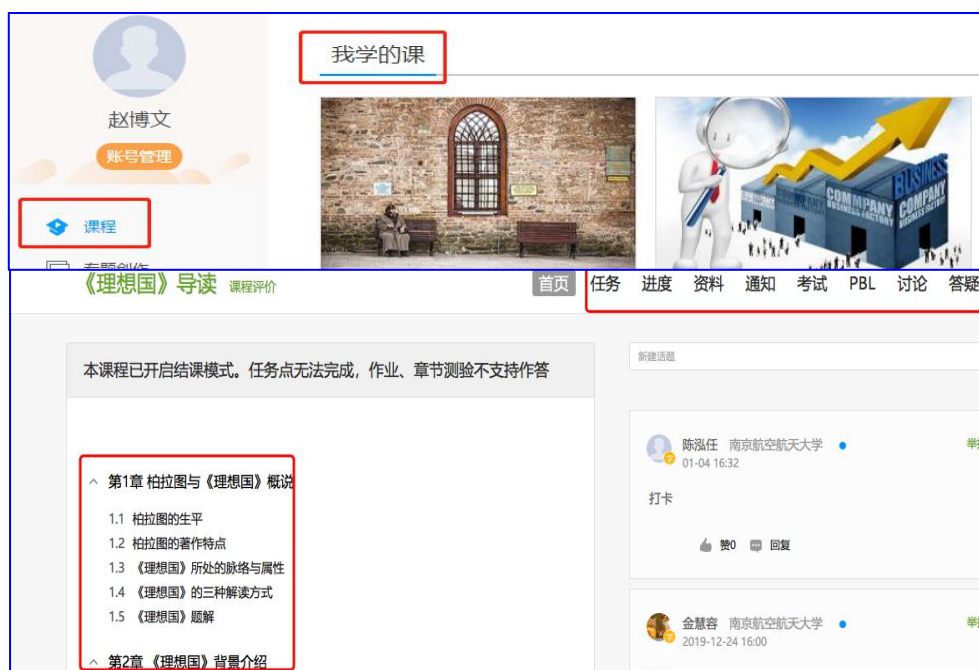 我学的课
赵博文
账号管理
课程
专题创作
BUSINESS
COMMPANY
COMPANY
《理想国》导读 课程评价
首页 任务 进度 资料 通知 考试 PBL 讨论 答疑
本课程已开启结课模式。任务点无法完成，作业、章节测验不支持作答
新建话题
陈泓任 南京航空航天大学
01-04 16:32
打卡
赞0 回复
第1章 柏拉图与《理想国》概说
1.1 柏拉图的生平
1.2 柏拉图的著作特点
1.3 《理想国》所处的脉络与属性
1.4 《理想国》的三种解读方式
1.5 《理想国》题解
第2章 《理想国》背景介绍
金慧容 南京航空航天大学
2019-12-24 16:00